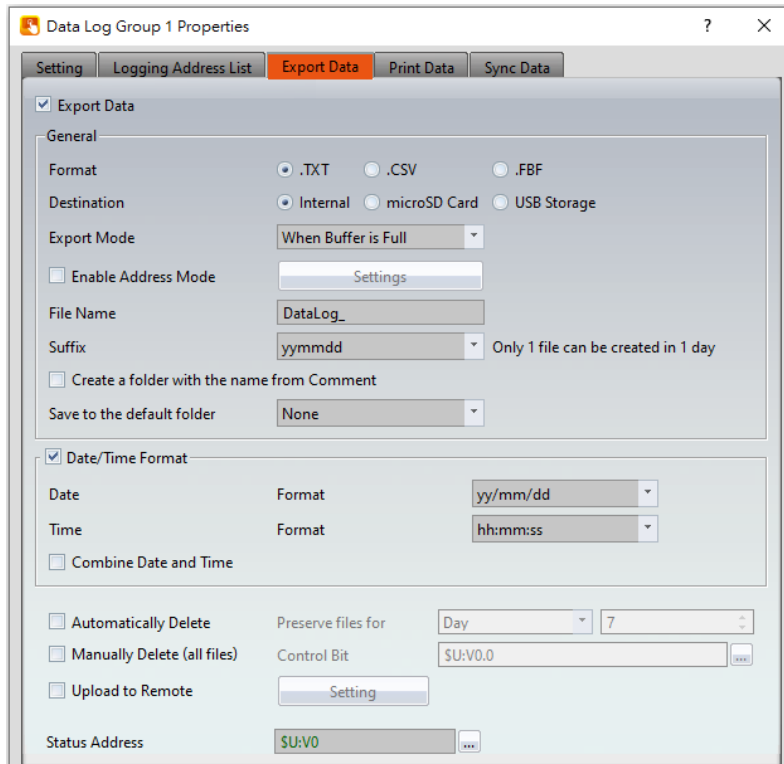 Data Log Group 1 Properties ?
Setting Logging Address List Export Data Print Data Sync Data
Export Data
General
Format .TXT .CSV .FBF
Destination Internal microSD Card USB Storage
Export Mode When Buffer is Full
Enable Address Mode Settings
File Name DataLog_
Suffix yymmdd Only 1 file can be created in 1 day
Create a folder with the name from Comment
Save to the default folder None
Date/Time Format
Date Format yy/mm/dd
Time Format hh:mm:ss
Combine Date and Time
Automatically Delete Preserve files for Day 7
Manually Delete (all files) Control Bit $U:V0.0 ...
Upload to Remote Setting
Status Address $U:V0 ...